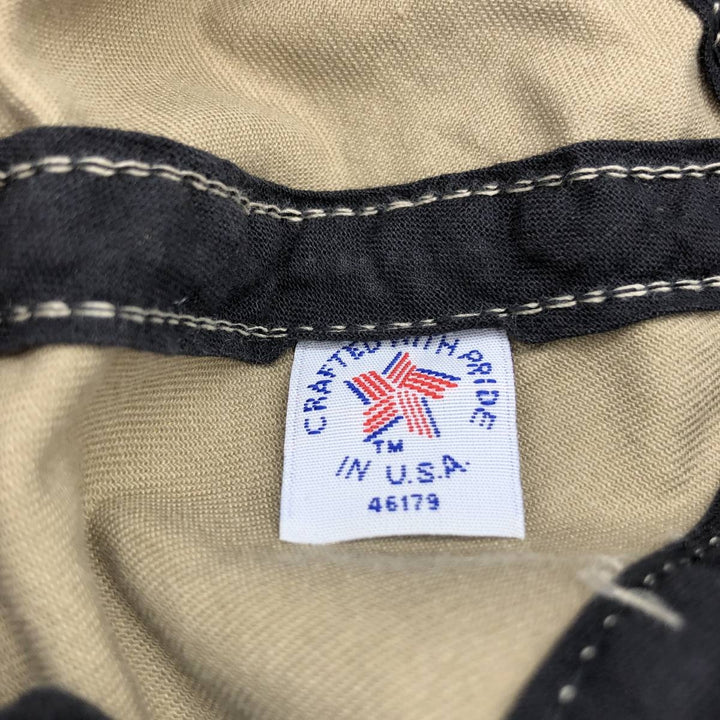 CRAFTED WITH PRIDE
TM
IN U.S.A.
46179